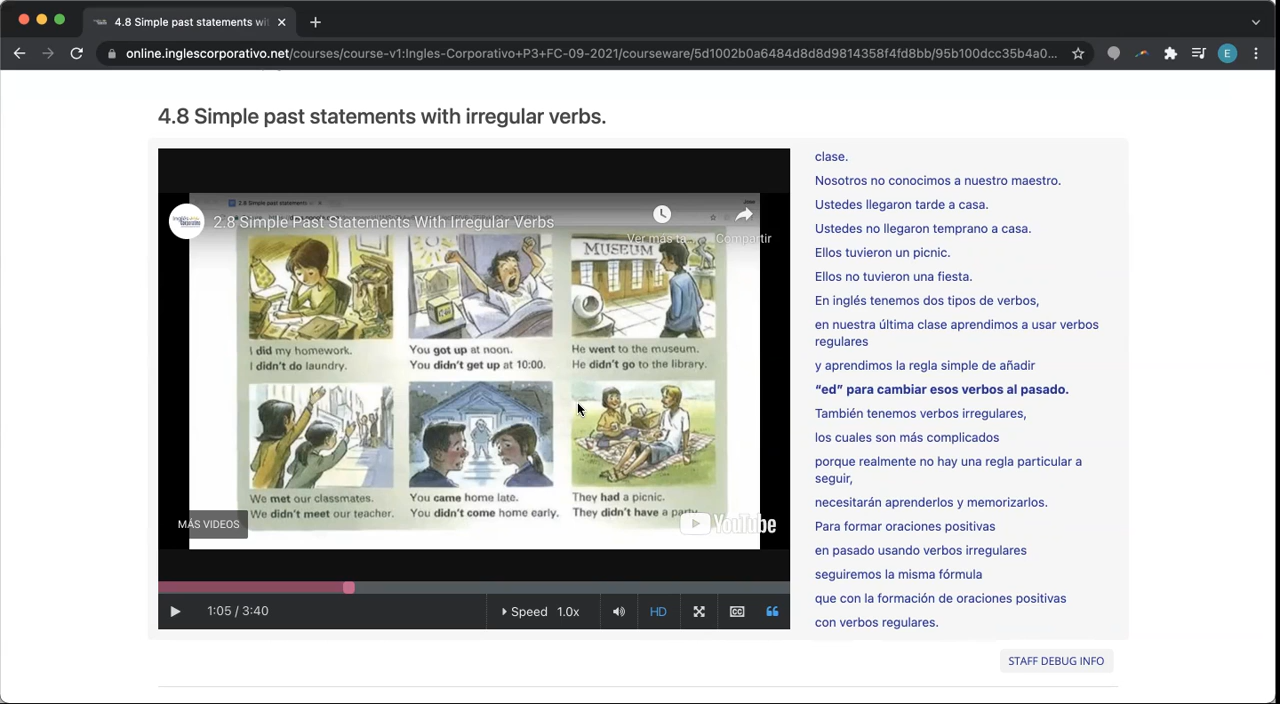 4.8 Simple past statements wit
online.inglescorporativo.net/courses/course-v1:Ingles-Corporativo+P3+FC-09-2021/courseware/5d1002b0a6484d8d8d9814358f4fd8bb/95b100dcc35b4a0...
E
4.8 Simple past statements with irregular verbs.
2.8 Simple past statements
2.8 Simple Past Statements With Irregular Verbs
Ver más ta... Compartir
MUSEUM
I did my homework.
I didn't do laundry.
You got up at noon.
You didn't get up at 10:00.
He went to the museum.
He didn't go to the library.
We met our classmates.
We didn't meet our teacher.
You came home late.
You didn't come home early.
They had a picnic.
They didn't have a party.
MÁS VIDEOS
YouTube
1:05 / 3:40
Speed 1.0x
HD
CC
clase.
Nosotros no conocimos a nuestro maestro.
Ustedes llegaron tarde a casa.
Ustedes no llegaron temprano a casa.
Ellos tuvieron un picnic.
Ellos no tuvieron una fiesta.
En inglés tenemos dos tipos de verbos,
en nuestra última clase aprendimos a usar verbos
regulares
y aprendimos la regla simple de añadir
“ed” para cambiar esos verbos al pasado.
También tenemos verbos irregulares,
los cuales son más complicados
porque realmente no hay una regla particular a
seguir,
necesitarán aprenderlos y memorizarlos.
Para formar oraciones positivas
en pasado usando verbos irregulares
seguiremos la misma fórmula
que con la formación de oraciones positivas
con verbos regulares.
STAFF DEBUG INFO